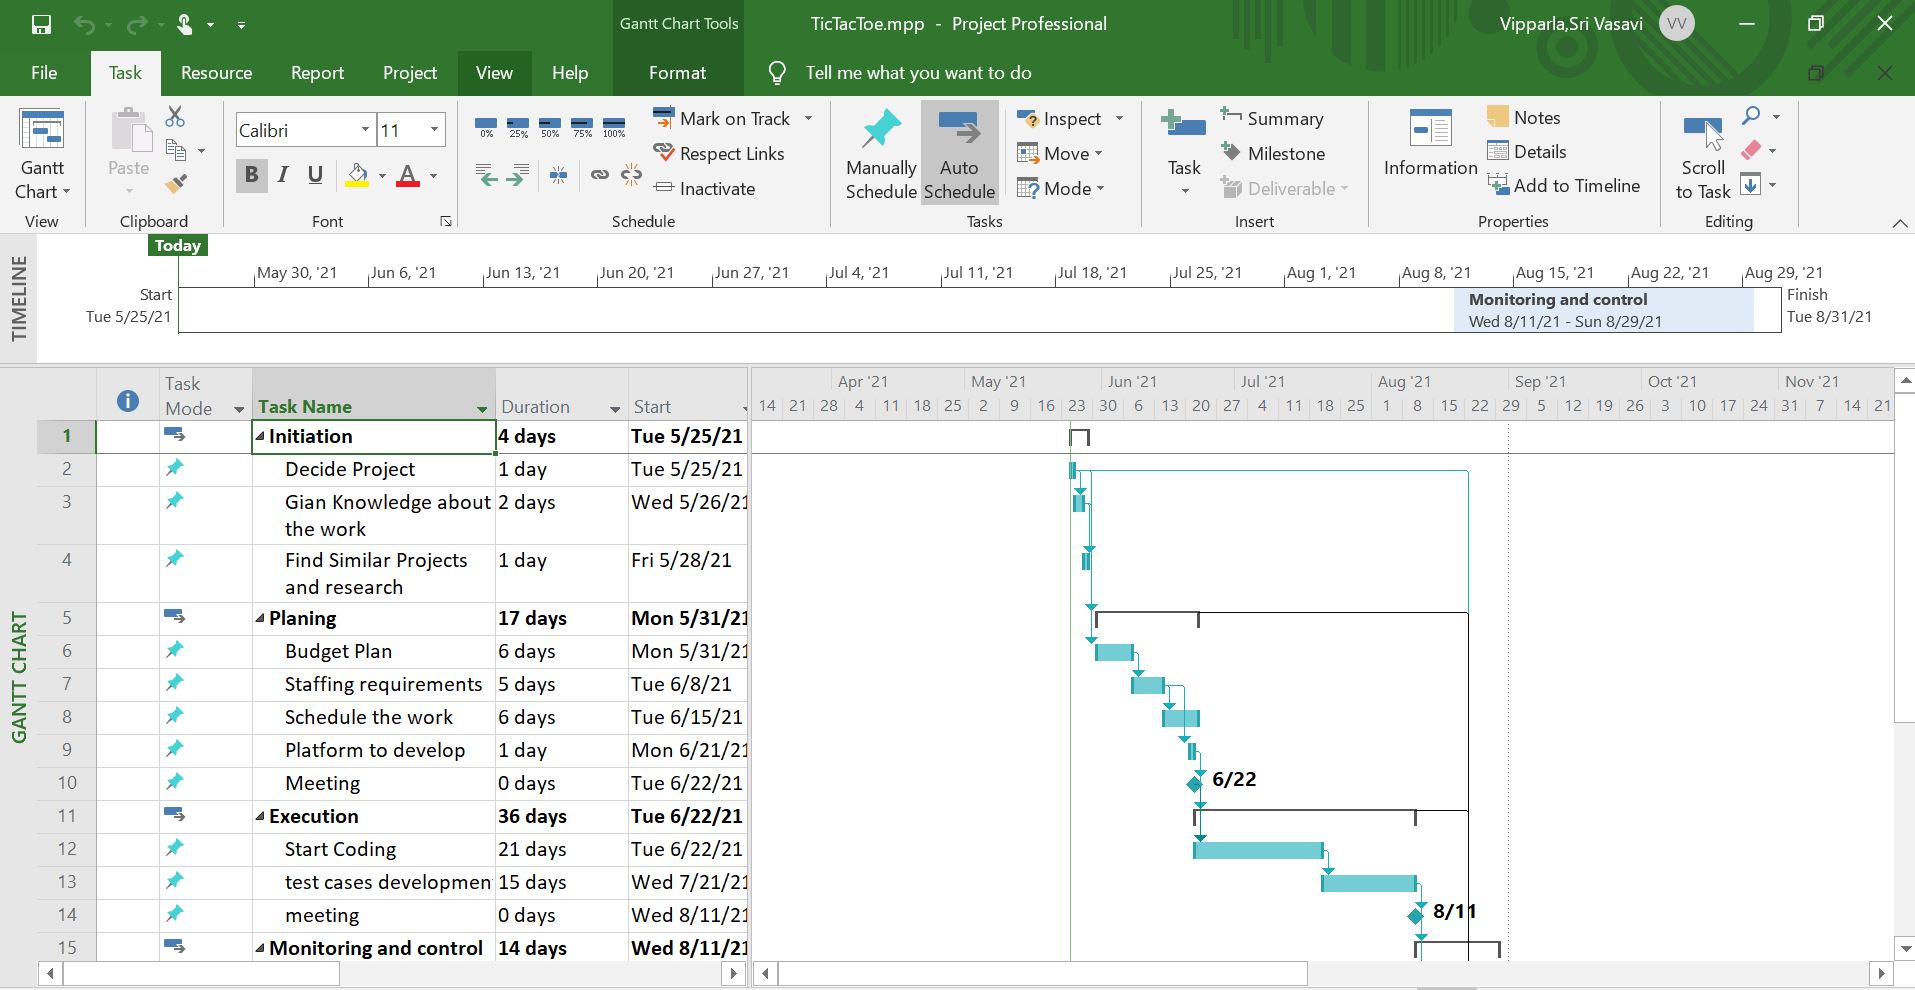 Gantt Chart Tools TicTacToe.mpp - Project Professional Vipparla,Sri Vasavi VV
File Task Resource Report Project View Help Format Tell me what you want to do
Gantt
Chart
View
Paste
Clipboard
Calibri 11
B I U A
Font
0% 25% 50% 75% 100%
Mark on Track
Respect Links
Inactivate
Schedule
Manually
Schedule
Auto
Schedule
Inspect
Move
Mode
Tasks
Task
Summary
Milestone
Deliverable
Insert
Information
Notes
Details
Add to Timeline
Properties
Scroll
to Task
Editing
TIMELINE
Today
May 30, '21 Jun 6, '21 Jun 13, '21 Jun 20, '21 Jun 27, '21 Jul 4, '21 Jul 11, '21 Jul 18, '21 Jul 25, '21 Aug 1, '21 Aug 8, '21 Aug 15, '21 Aug 22, '21 Aug 29, '21
Start
Tue 5/25/21
Monitoring and control
Wed 8/11/21 - Sun 8/29/21
Finish
Tue 8/31/21
GANTT CHART
Task
Mode Task Name Duration Start
Apr '21 May '21 Jun '21 Jul '21 Aug '21 Sep '21 Oct '21 Nov '21
14 21 28 4 11 18 25 2 9 16 23 30 6 13 20 27 4 11 18 25 1 8 15 22 29 5 12 19 26 3 10 17 24 31 7 14 21
1 Initiation 4 days Tue 5/25/21
2 Decide Project 1 day Tue 5/25/21
3 Gian Knowledge about 2 days Wed 5/26/21
the work
4 Find Similar Projects 1 day Fri 5/28/21
and research
5 Planing 17 days Mon 5/31/21
6 Budget Plan 6 days Mon 5/31/21
7 Staffing requirements 5 days Tue 6/8/21
8 Schedule the work 6 days Tue 6/15/21
9 Platform to develop 1 day Mon 6/21/21
10 Meeting 0 days Tue 6/22/21 6/22
11 Execution 36 days Tue 6/22/21
12 Start Coding 21 days Tue 6/22/21
13 test cases developmen 15 days Wed 7/21/21
14 meeting 0 days Wed 8/11/21 8/11
15 Monitoring and control 14 days Wed 8/11/21